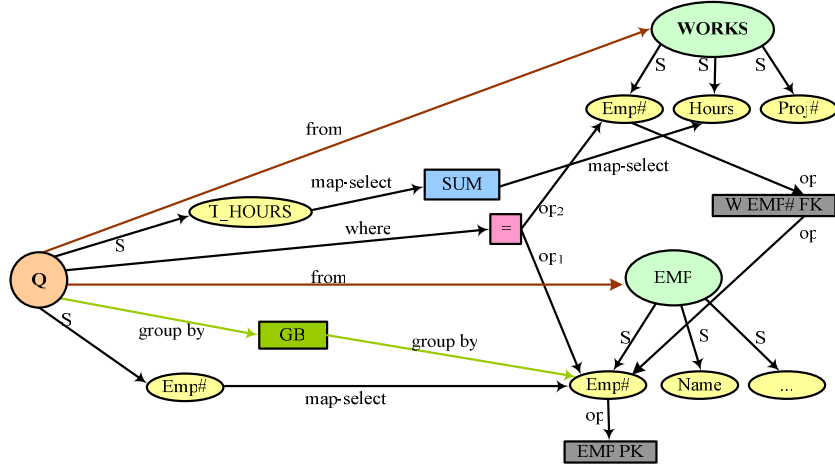 WORKS
S
S
S
from
Emp#
Hours
Proj#
map-select
SUM
map-select
op
T_HOURS
W.EMP#.FK
S
where
=
op2
op
op1
Q
from
EMP
S
group by
GB
group by
S
S
S
Emp#
map-select
Emp#
Name
...
op
EMP.PK